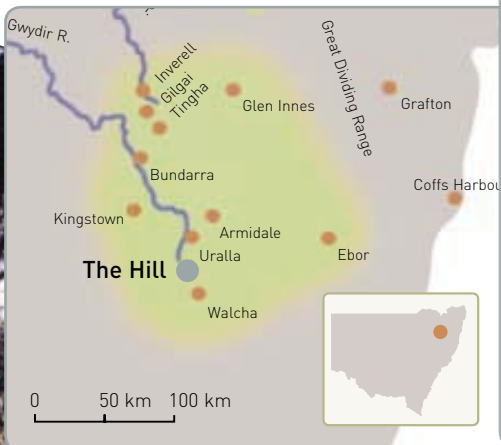 Gwydir R.
Inverell
Gilgai
Tingha
Great Dividing Range
Glen Innes
Grafton
Bundarra
Coffs Harbou
Kingstown
Armidale
Uralla
Ebor
The Hill
Walcha
0 50 km 100 km